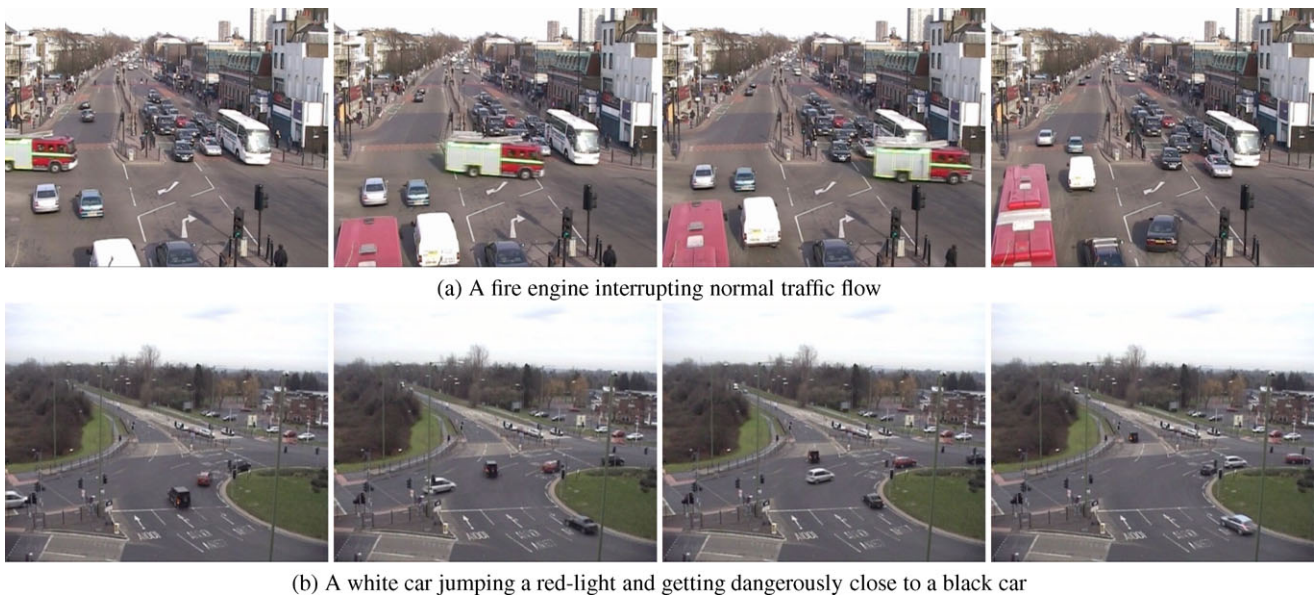 (a) A fire engine interrupting normal traffic flow
(b) A white car jumping a red-light and getting dangerously close to a black car